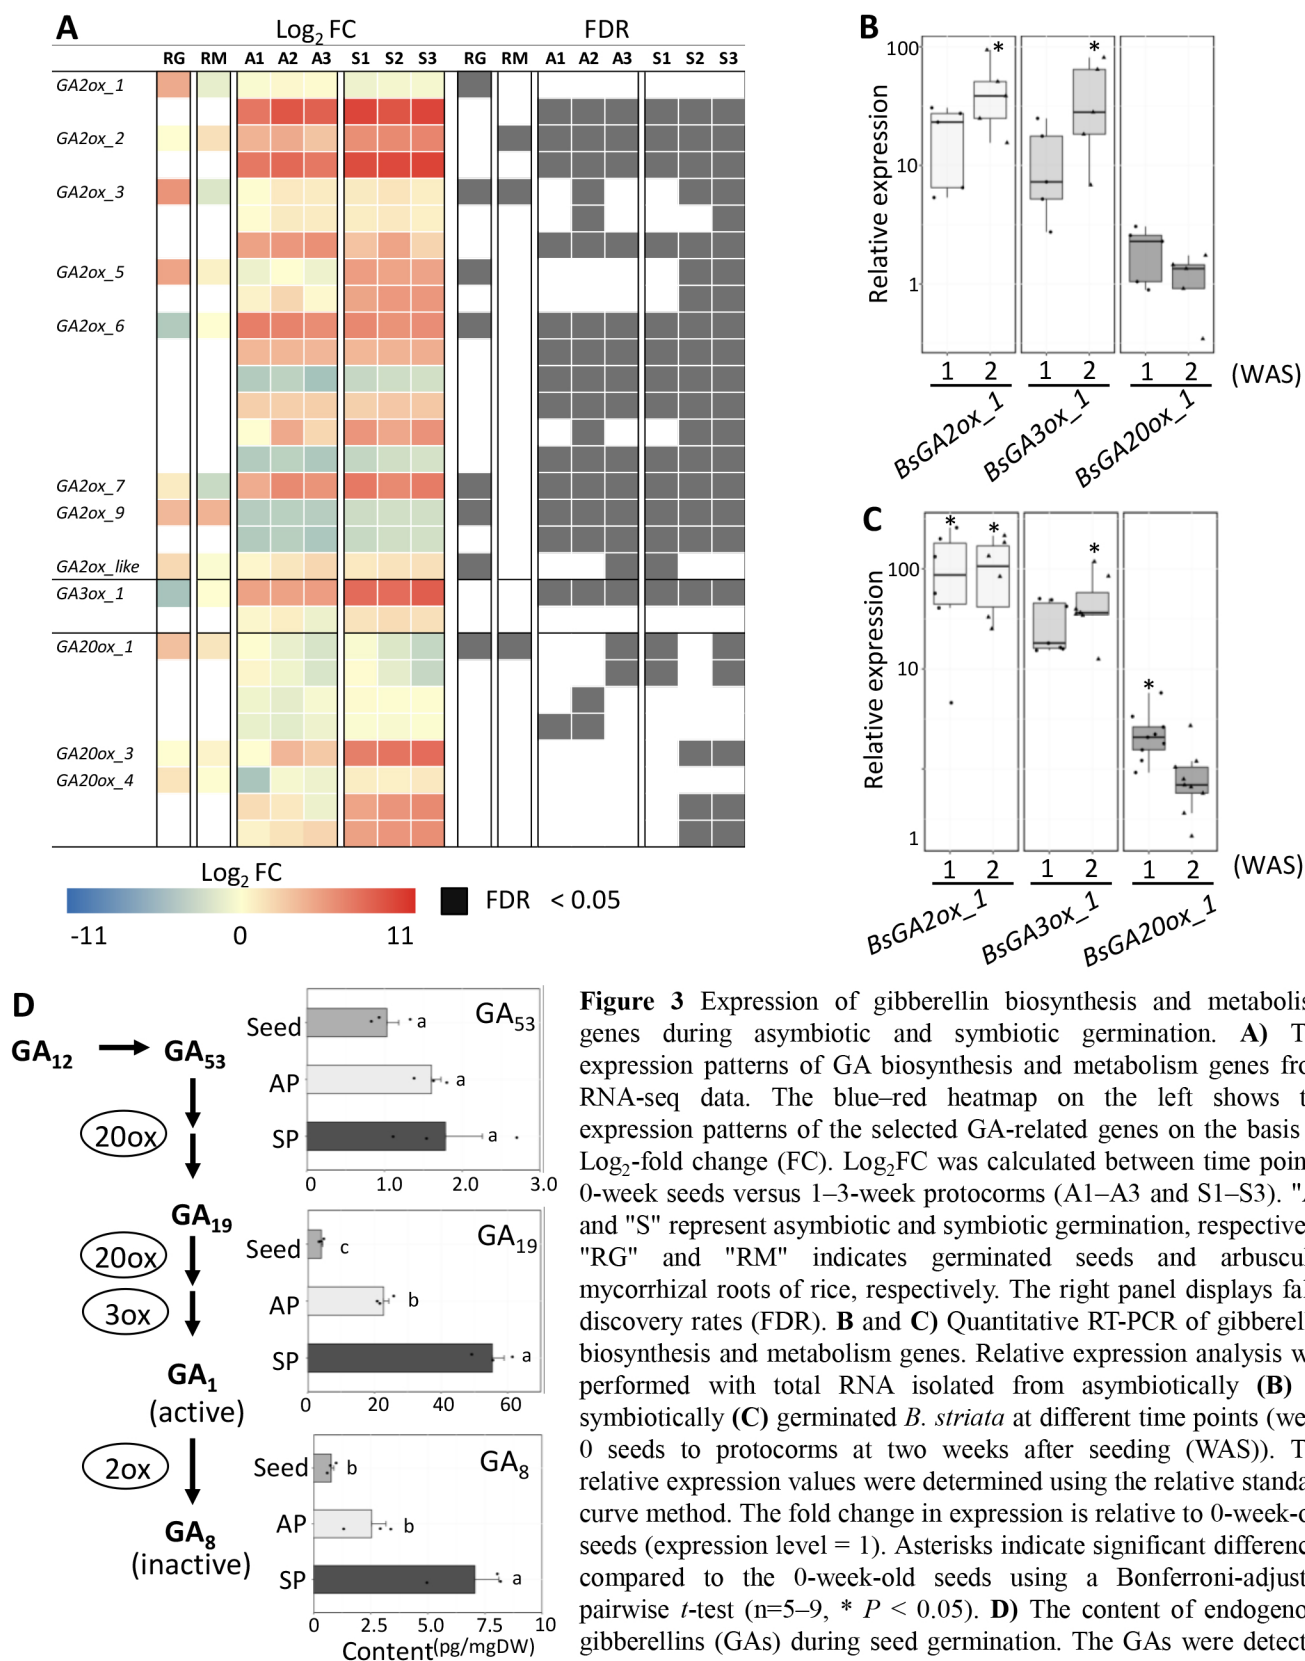 A
Log2 FC
FDR
RG RM A1 A2 A3 S1 S2 S3 RG RM A1 A2 A3 S1 S2 S3
GA2ox_1
GA2ox_2
GA2ox_3
GA2ox_5
GA2ox_6
GA2ox_7
GA2ox_9
GA2ox_like
GA3ox_1
GA20ox_1
GA20ox_3
GA20ox_4
Log2 FC
-11 0 11
FDR < 0.05
B
Relative expression
100
10
1
* *
1 2 1 2 1 2 (WAS)
BsGA2ox_1 BsGA3ox_1 BsGA20ox_1
C
Relative expression
100
10
1
* * * *
1 2 1 2 1 2 (WAS)
BsGA2ox_1 BsGA3ox_1 BsGA20ox_1
D
GA12 GA53
20ox
GA19
20ox
3ox
GA1
(active)
2ox
GA8
(inactive)
GA53
Seed a
AP a
SP a
0 1.0 2.0 3.0
GA19
Seed c
AP b
SP a
0 20 40 60
GA8
Seed b
AP b
SP a
0 2.5 5.0 7.5 10
Content(pg/mgDW)
Figure 3 Expression of gibberellin biosynthesis and metabolis
genes during asymbiotic and symbiotic germination. A) T
expression patterns of GA biosynthesis and metabolism genes fro
RNA-seq data. The blue–red heatmap on the left shows t
expression patterns of the selected GA-related genes on the basis
Log2-fold change (FC). Log2FC was calculated between time poin
0-week seeds versus 1–3-week protocorms (A1–A3 and S1–S3). "A
and "S" represent asymbiotic and symbiotic germination, respective
"RG" and "RM" indicates germinated seeds and arbuscul
mycorrhizal roots of rice, respectively. The right panel displays fal
discovery rates (FDR). B and C) Quantitative RT-PCR of gibberel
biosynthesis and metabolism genes. Relative expression analysis w
performed with total RNA isolated from asymbiotically (B)
symbiotically (C) germinated B. striata at different time points (wee
0 seeds to protocorms at two weeks after seeding (WAS)). T
relative expression values were determined using the relative standa
curve method. The fold change in expression is relative to 0-week-o
seeds (expression level = 1). Asterisks indicate significant differenc
compared to the 0-week-old seeds using a Bonferroni-adjust
pairwise t-test (n=5–9, * P < 0.05). D) The content of endogeno
gibberellins (GAs) during seed germination. The GAs were detect